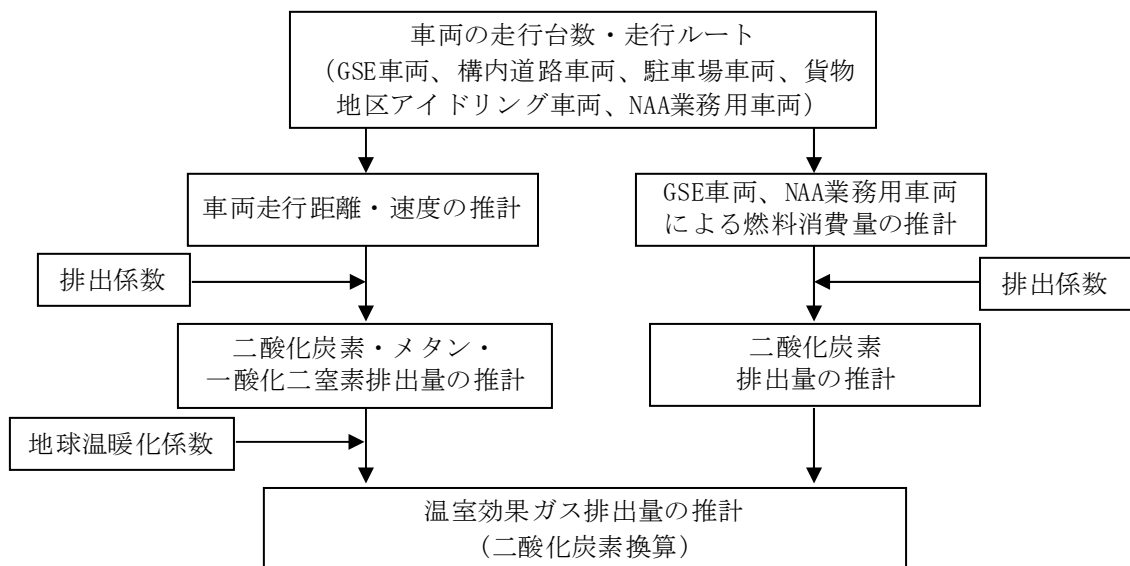 車両の走行台数・走行ルート
（GSE車両、構内道路車両、駐車場車両、貨物
地区アイドリング車両、NAA業務用車両）
車両走行距離・速度の推計
GSE車両、NAA業務用車両
による燃料消費量の推計
排出係数
排出係数
二酸化炭素・メタン・
一酸化二窒素排出量の推計
二酸化炭素
排出量の推計
地球温暖化係数
温室効果ガス排出量の推計
（二酸化炭素換算）